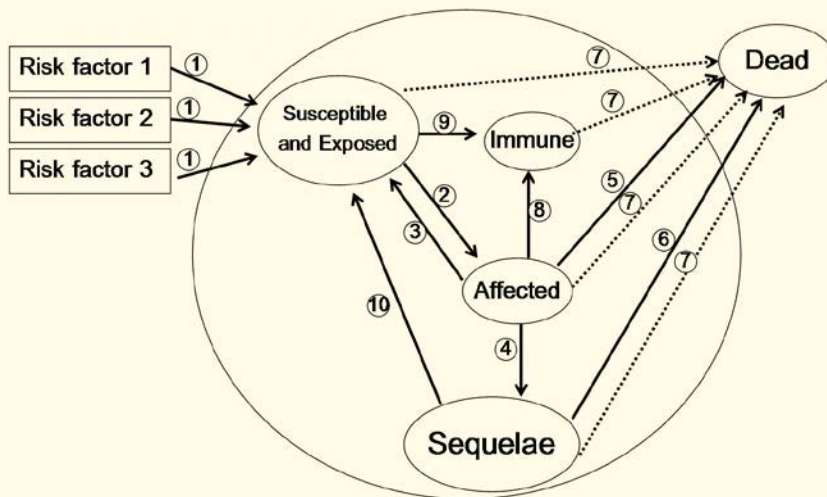 Risk factor 1
Risk factor 2
Risk factor 3
1
1
1
Susceptible
and Exposed
Dead
7
7
9
Immune
2
3
8
5
7
6
7
Affected
10
4
Sequelae